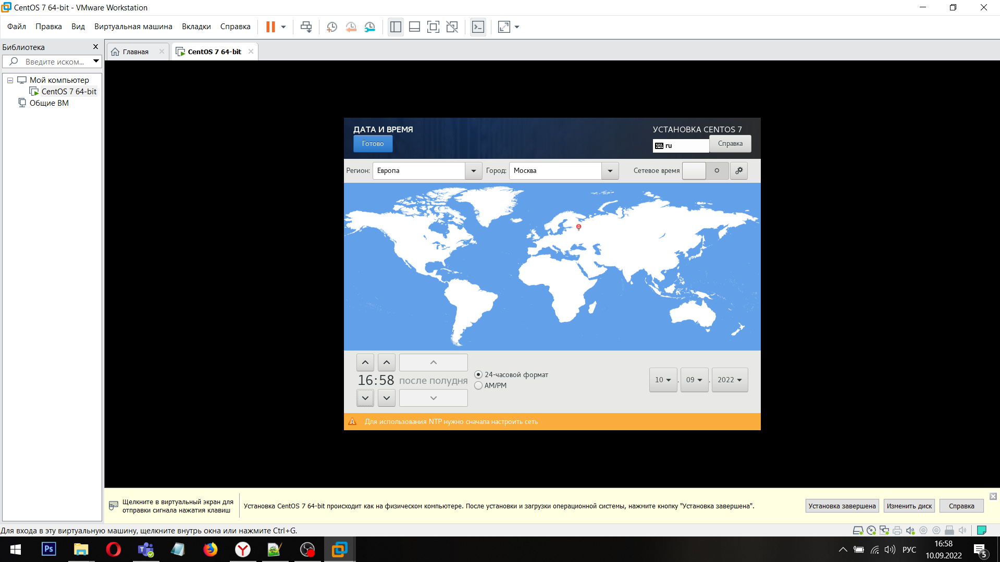 CentOS 7 64-bit - VMware Workstation
Файл Правка Вид Виртуальная машина Вкладки Справка
Библиотека
Введите иском...
Мой компьютер
CentOS 7 64-bit
Общие ВМ
Главная
CentOS 7 64-bit
ДАТА И ВРЕМЯ
Готово
УСТАНОВКА CENTOS 7
ru
Справка
Регион: Европа Город: Москва Сетевое время
16:58 после полудня
24-часовой формат
AM/PM
10 . 09 . 2022
Для использования NTP нужно сначала настроить сеть
Щелкните в виртуальный экран для
отправки сигнала нажатия клавиш
Установка CentOS 7 64-bit происходит как на физическом компьютере. После установки и загрузки операционной системы, нажмите кнопку "Установка завершена".
Установка завершена Изменить диск Справка
Для входа в эту виртуальную машину, щелкните внутрь окна или нажмите Ctrl+G.
Ps
РУС
16:58
10.09.2022
5